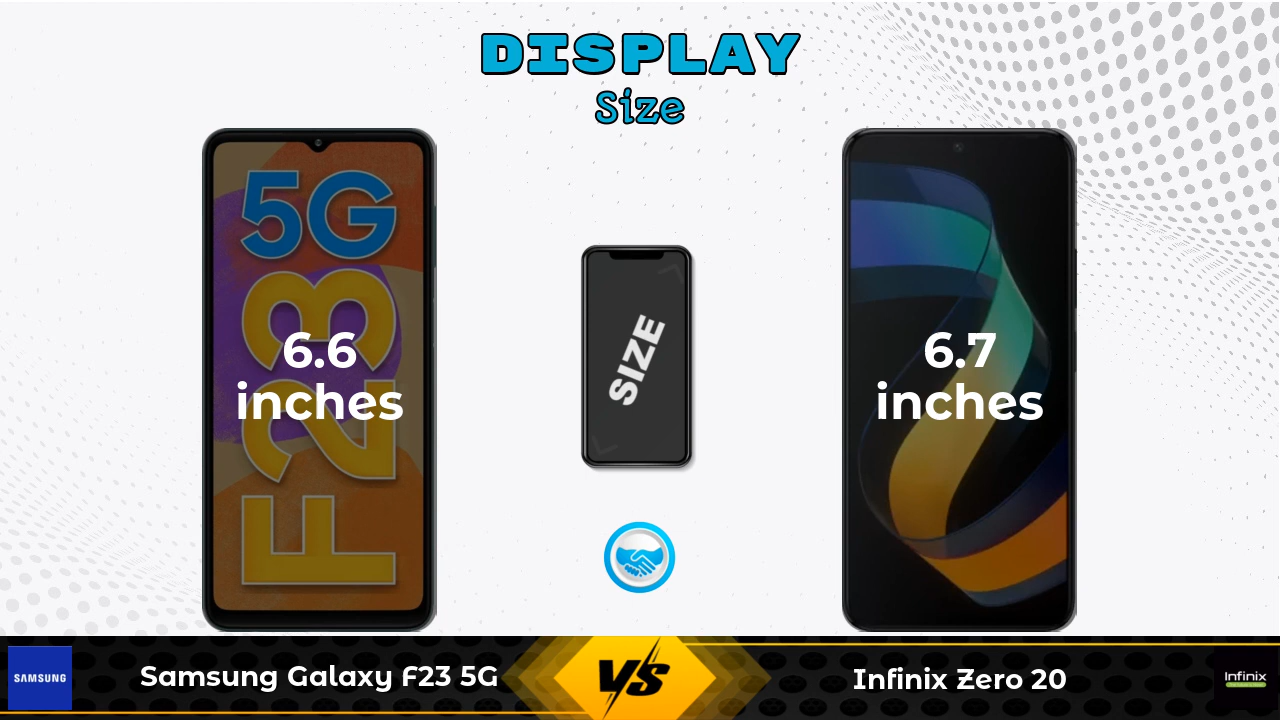 DISPLAY
Size
5G
F23
6.6
inches
SIZE
6.7
inches
SAMSUNG
Samsung Galaxy F23 5G
VS
Infinix Zero 20
Infinix